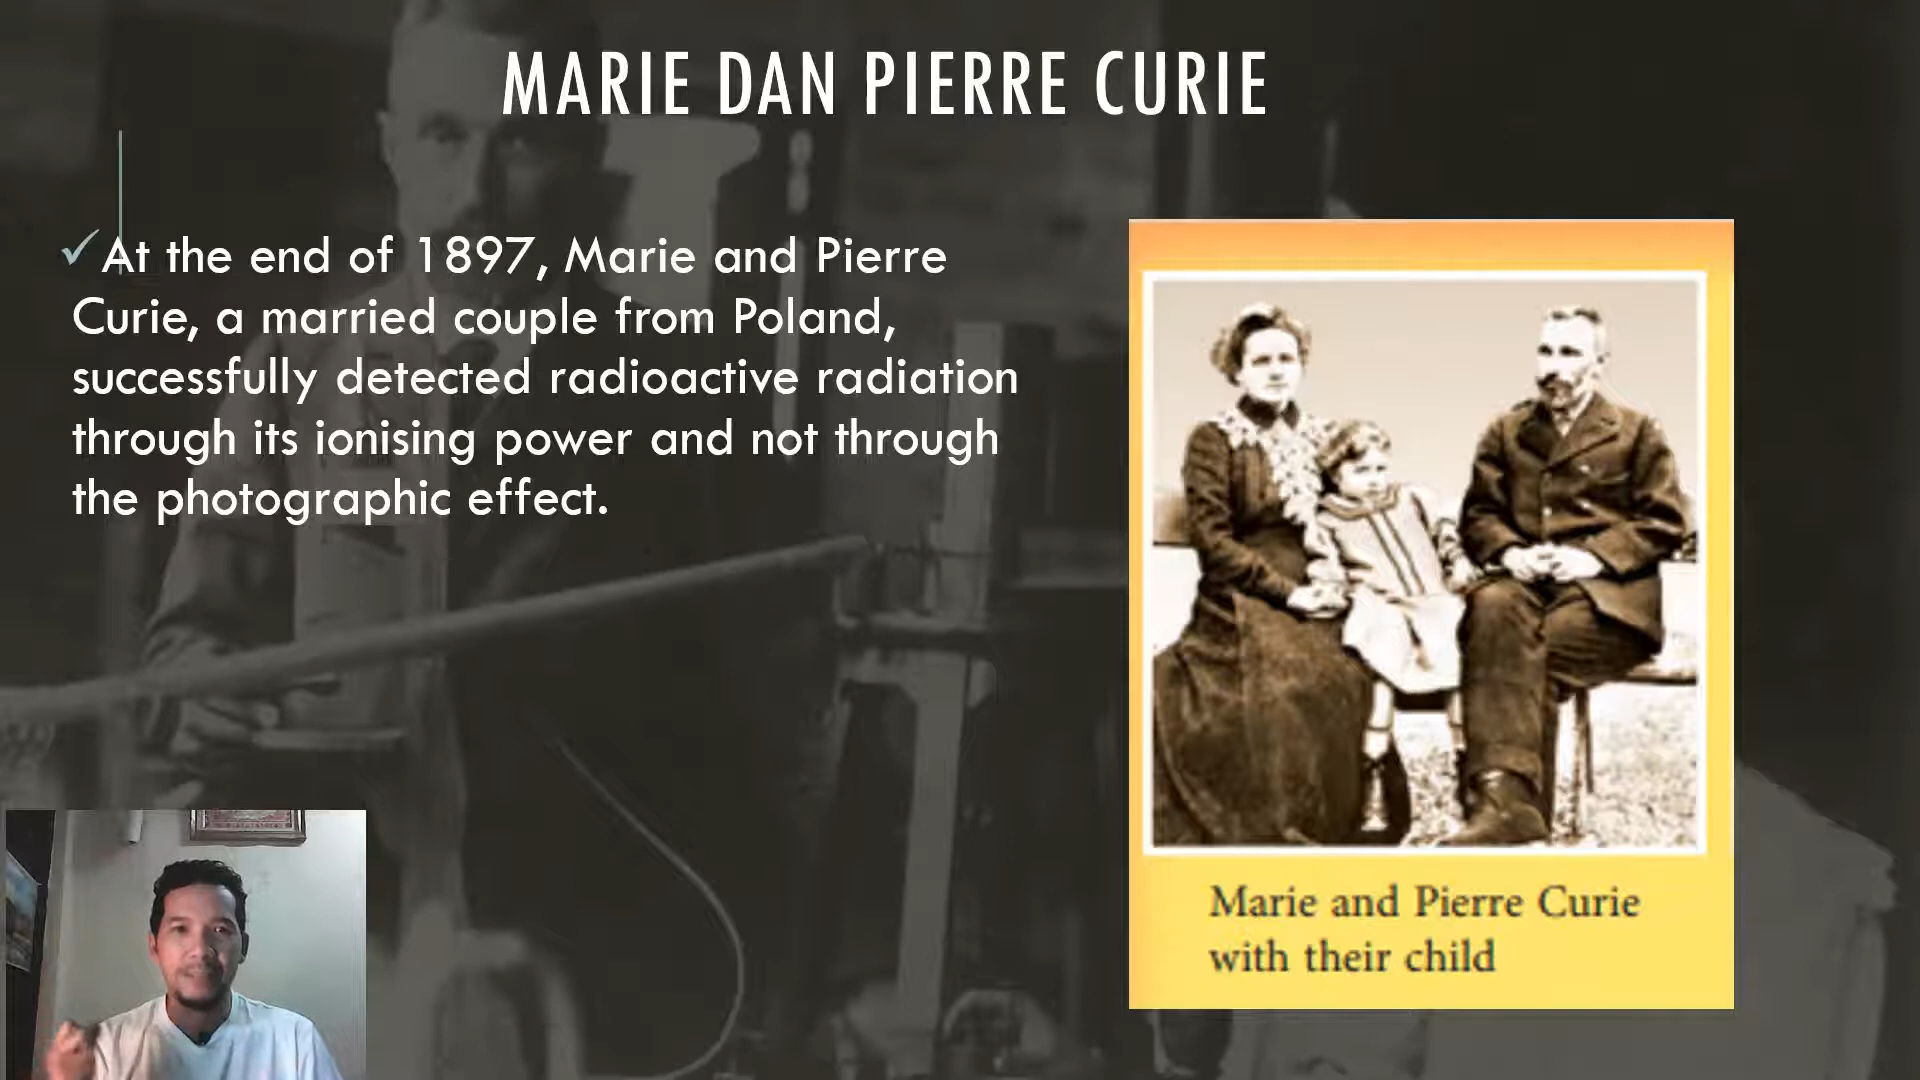 MARIE DAN PIERRE CURIE
At the end of 1897, Marie and Pierre
Curie, a married couple from Poland,
successfully detected radioactive radiation
through its ionising power and not through
the photographic effect.
Marie and Pierre Curie
with their child